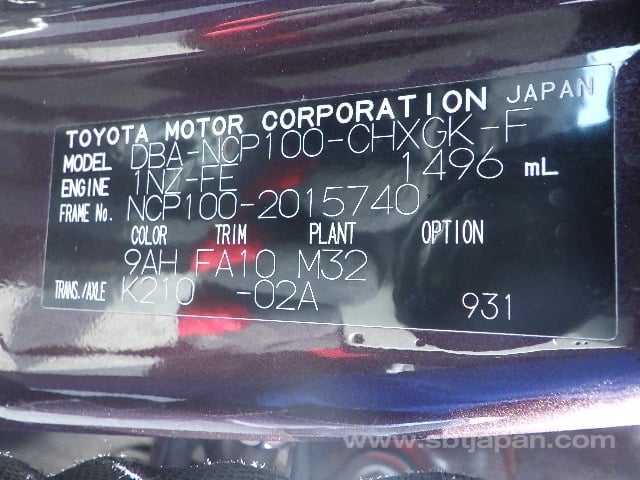 TOYOTA MOTOR CORPORATION JAPAN
MODEL DBA-NCP100-CHXGK-F
ENGINE 1NZ-FE 1496 mL
FRAME No. NCP100-2015740
COLOR TRIM PLANT OPTION
9AH FA10 M32
TRANS./AXLE K210 -02A 931
www.sbtjapan.com